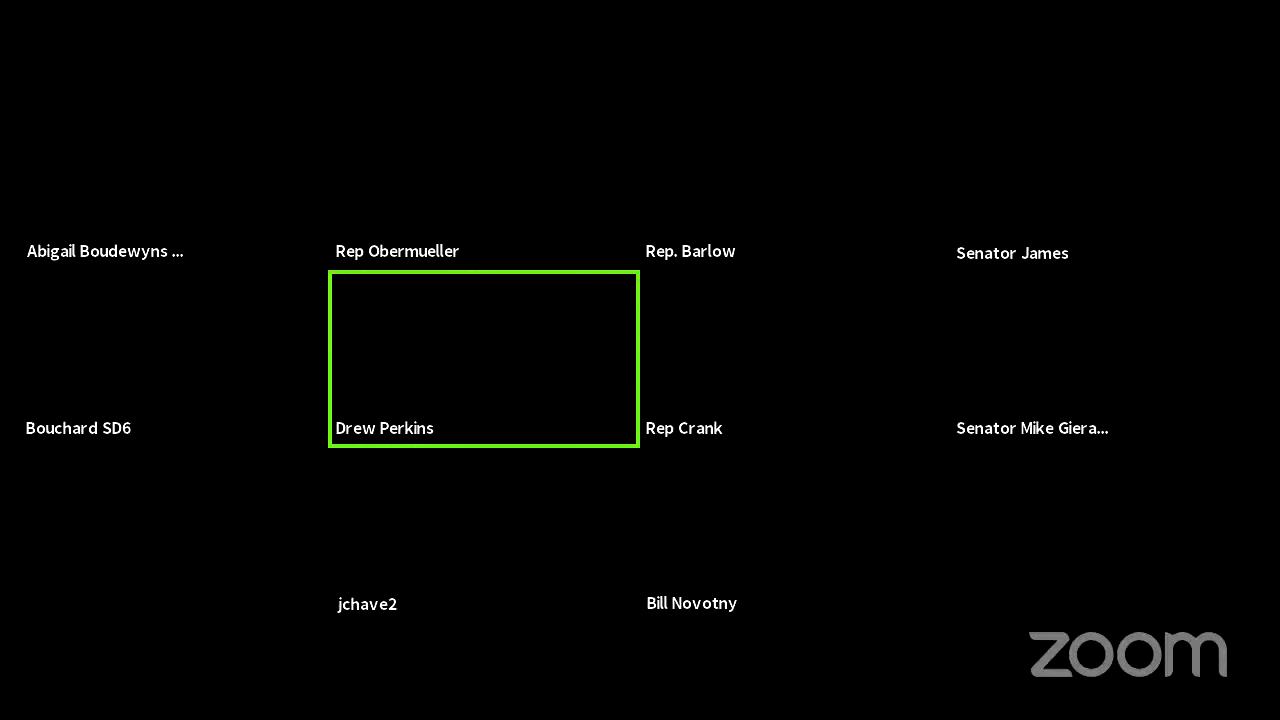 Abigail Boudewyns ...
Rep Obermueller
Rep. Barlow
Senator James
Bouchard SD6
Drew Perkins
Rep Crank
Senator Mike Giera...
jchave2
Bill Novotny
zoom